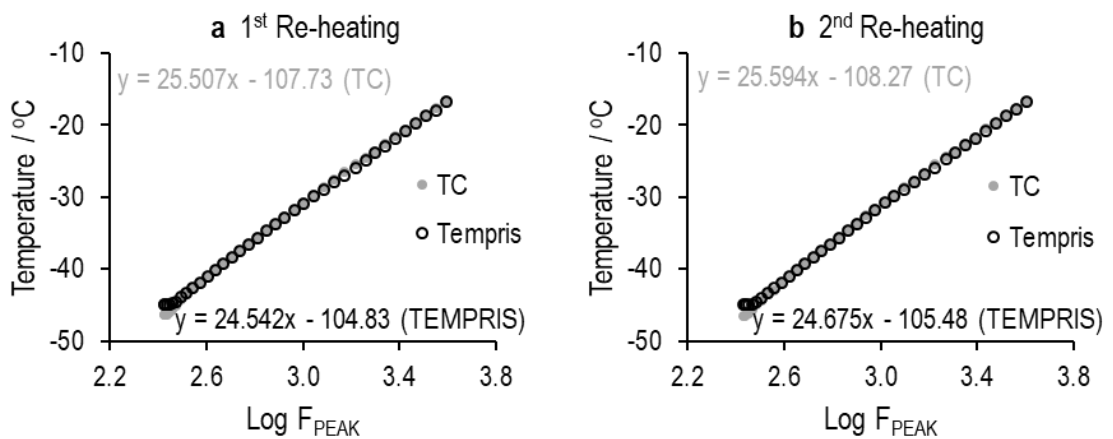 a 1st Re-heating
-10
-20
-30
-40
-50
Temperature / ºC
y = 25.507x - 107.73 (TC)
TC
Tempris
y = 24.542x - 104.83 (TEMPRIS)
2.2 2.6 3.0 3.4 3.8
Log FPEAK
b 2nd Re-heating
-10
-20
-30
-40
-50
Temperature / ºC
y = 25.594x - 108.27 (TC)
TC
Tempris
y = 24.675x - 105.48 (TEMPRIS)
2.2 2.6 3.0 3.4 3.8
Log FPEAK